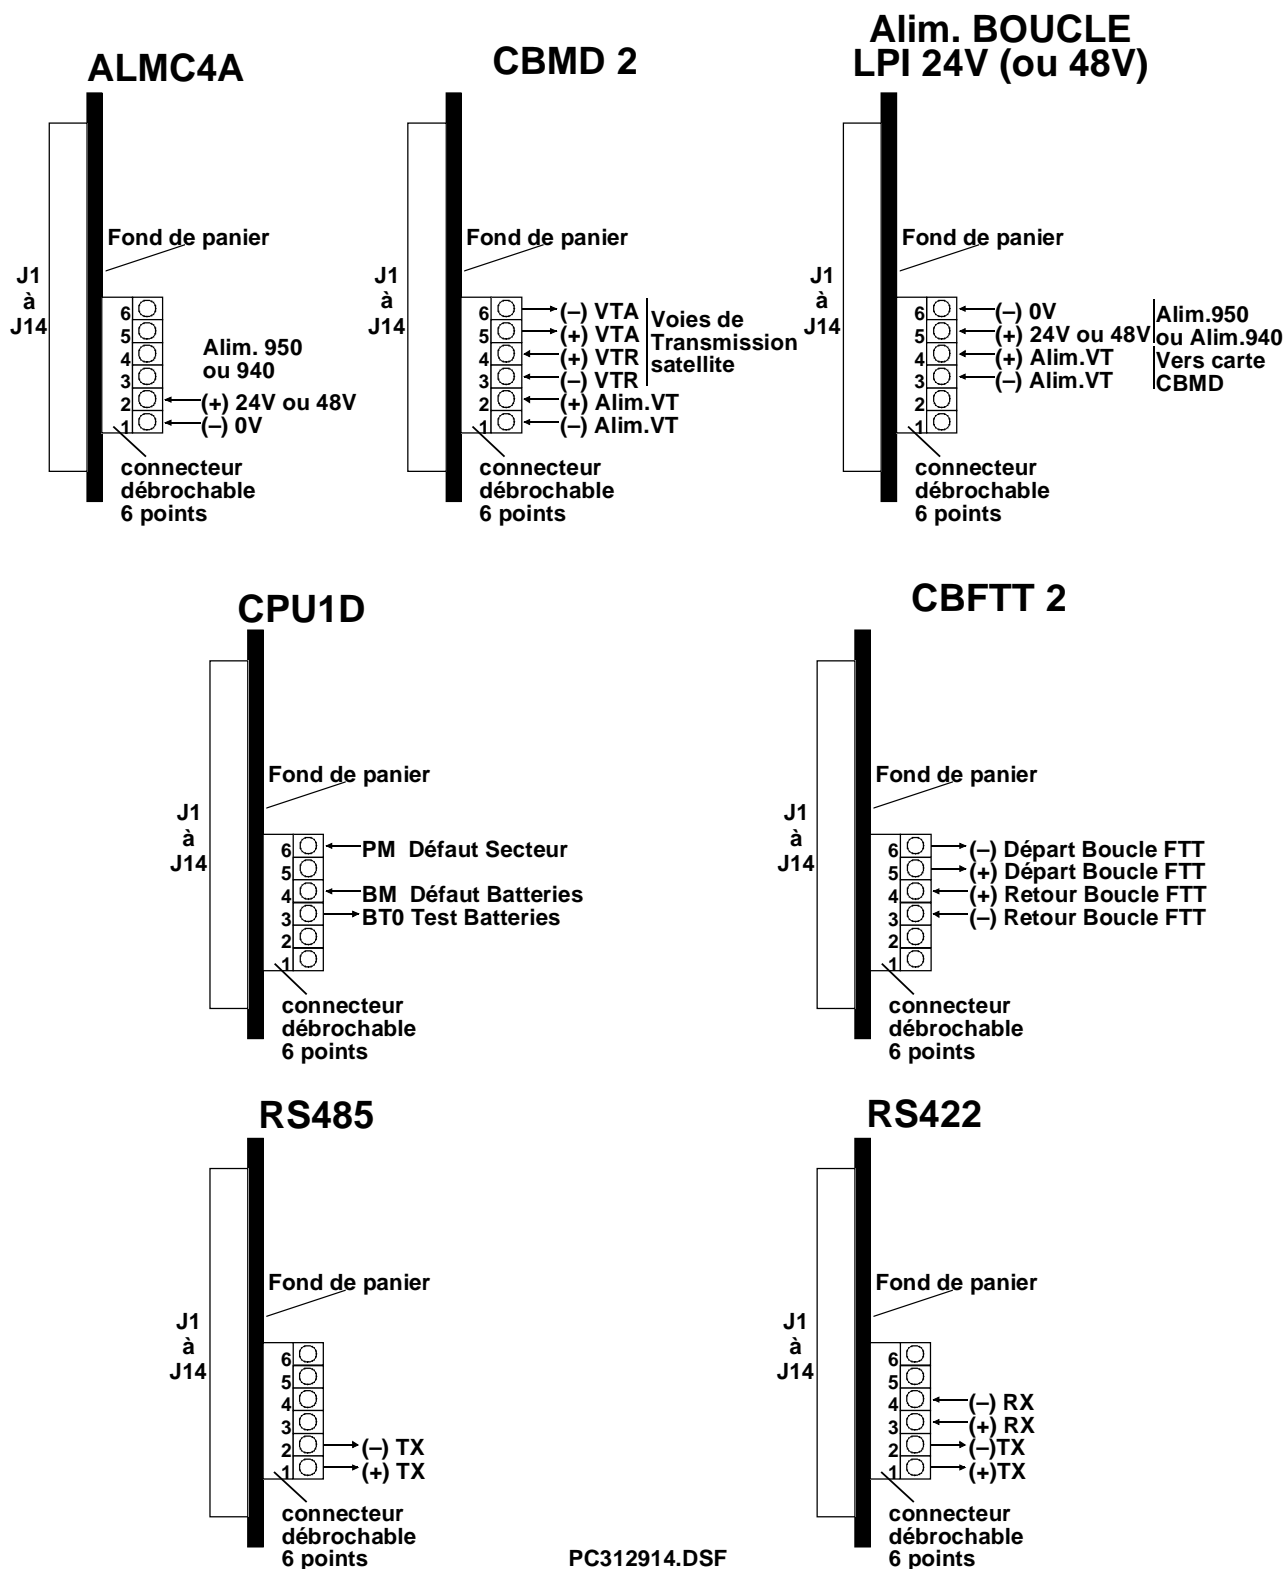 ALMC4A
Fond de panier
J1
à
J14
6
5
4
3
2
1
Alim. 950
ou 940
(+) 24V ou 48V
(–) 0V
connecteur
débrochable
6 points
CBMD 2
Fond de panier
J1
à
J14
6
5
4
3
2
1
(–) VTA
(+) VTA
(+) VTR
(–) VTR
(+) Alim.VT
(–) Alim.VT
Voies de
Transmission
satellite
connecteur
débrochable
6 points
Alim. BOUCLE
LPI 24V (ou 48V)
Fond de panier
J1
à
J14
6
5
4
3
2
1
(–) 0V
(+) 24V ou 48V
(+) Alim.VT
(–) Alim.VT
Alim.950
ou Alim.940
Vers carte
CBMD
connecteur
débrochable
6 points
CPU1D
Fond de panier
J1
à
J14
6
5
4
3
2
1
PM Défaut Secteur
BM Défaut Batteries
BT0 Test Batteries
connecteur
débrochable
6 points
CBFTT 2
Fond de panier
J1
à
J14
6
5
4
3
2
1
(–) Départ Boucle FTT
(+) Départ Boucle FTT
(+) Retour Boucle FTT
(–) Retour Boucle FTT
connecteur
débrochable
6 points
RS485
Fond de panier
J1
à
J14
6
5
4
3
2
1
(–) TX
(+) TX
connecteur
débrochable
6 points
RS422
Fond de panier
J1
à
J14
6
5
4
3
2
1
(–) RX
(+) RX
(–)TX
(+)TX
connecteur
débrochable
6 points
PC312914.DSF